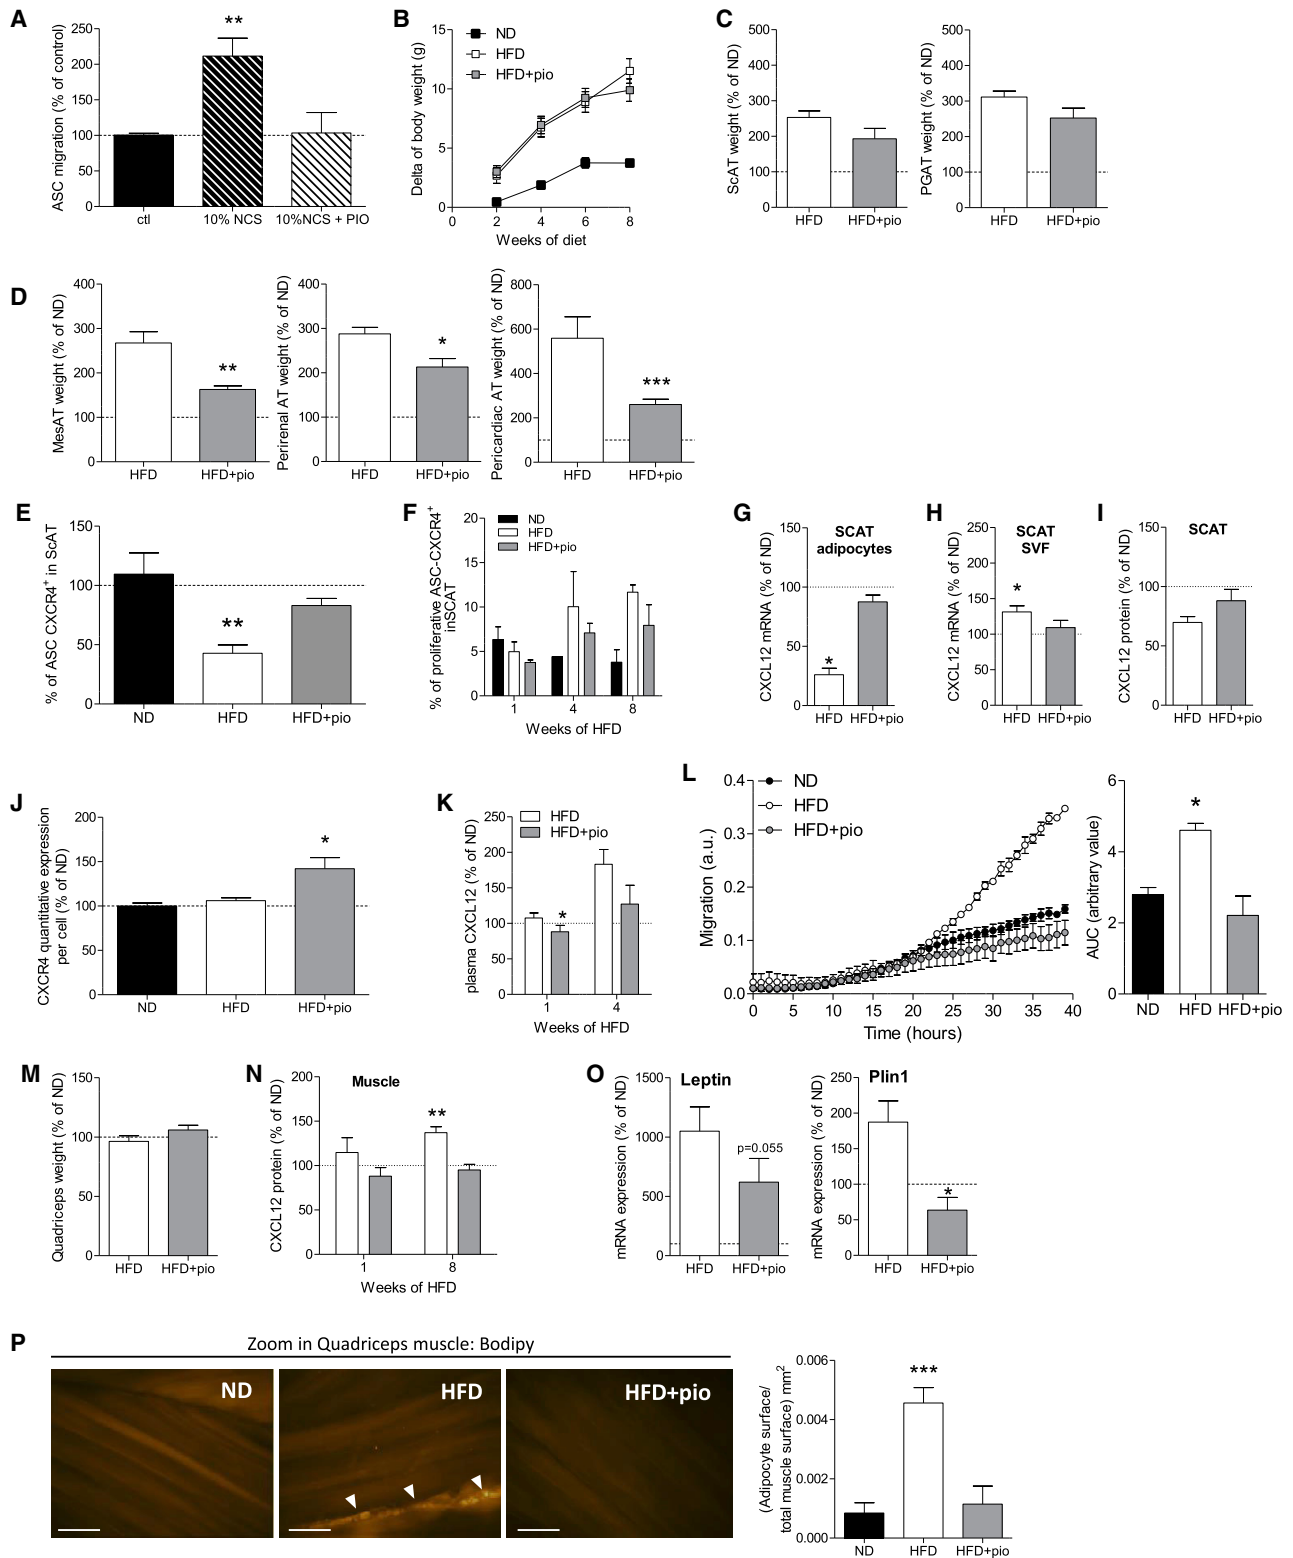 A
ASC migration (% of control)
250
200
150
100
50
0
**
ctl
10% NCS
10%NCS + PIO
B
Delta of body weight (g)
15
10
5
0
ND
HFD
HFD+pio
0 2 4 6 8
Weeks of diet
C
ScAT weight (% of ND)
500
400
300
200
100
0
HFD HFD+pio
PGAT weight (% of ND)
500
400
300
200
100
0
HFD HFD+pio
D
MesAT weight (% of ND)
400
300
200
100
0
**
HFD HFD+pio
Perirenal AT weight (% of ND)
400
300
200
100
0
*
HFD HFD+pio
Pericardiac AT weight (% of ND)
800
600
400
200
0
***
HFD HFD+pio
E
% of ASC CXCR4+ in ScAT
150
100
50
0
**
ND HFD HFD+pio
F
% of proliferative ASC-CXCR4+
inSCAT
20
15
10
5
0
ND
HFD
HFD+pio
1 4 8
Weeks of HFD
G
SCAT
adipocytes
CXCL12 mRNA (% of ND)
150
100
50
0
*
HFD HFD+pio
H
SCAT
SVF
CXCL12 mRNA (% of ND)
250
200
150
100
50
0
*
HFD HFD+pio
I
SCAT
CXCL12 protein (% of ND)
150
100
50
0
HFD HFD+pio
J
CXCR4 quantitative expression
per cell (% of ND)
200
150
100
50
0
*
ND HFD HFD+pio
K
plasma CXCL12 (% of ND)
250
200
150
100
50
0
HFD
HFD+pio
*
1 4
Weeks of HFD
L
Migration (a.u.)
0.4
0.3
0.2
0.1
0.0
ND
HFD
HFD+pio
0 5 10 15 20 25 30 35 40
Time (hours)
AUC (arbitrary value)
6
4
2
0
*
ND HFD HFD+pio
M
Quadriceps weight (% of ND)
150
100
50
0
HFD HFD+pio
N
Muscle
CXCL12 protein (% of ND)
200
150
100
50
0
**
1 8
Weeks of HFD
O
Leptin
mRNA expression (% of ND)
1500
1000
500
0
p=0.055
HFD HFD+pio
Plin1
mRNA expression (% of ND)
250
200
150
100
50
0
*
HFD HFD+pio
P
Zoom in Quadriceps muscle: Bodipy
ND
HFD
HFD+pio
(Adipocyte surface/
total muscle surface) mm2
0.006
0.004
0.002
0.000
***
ND HFD HFD+pio